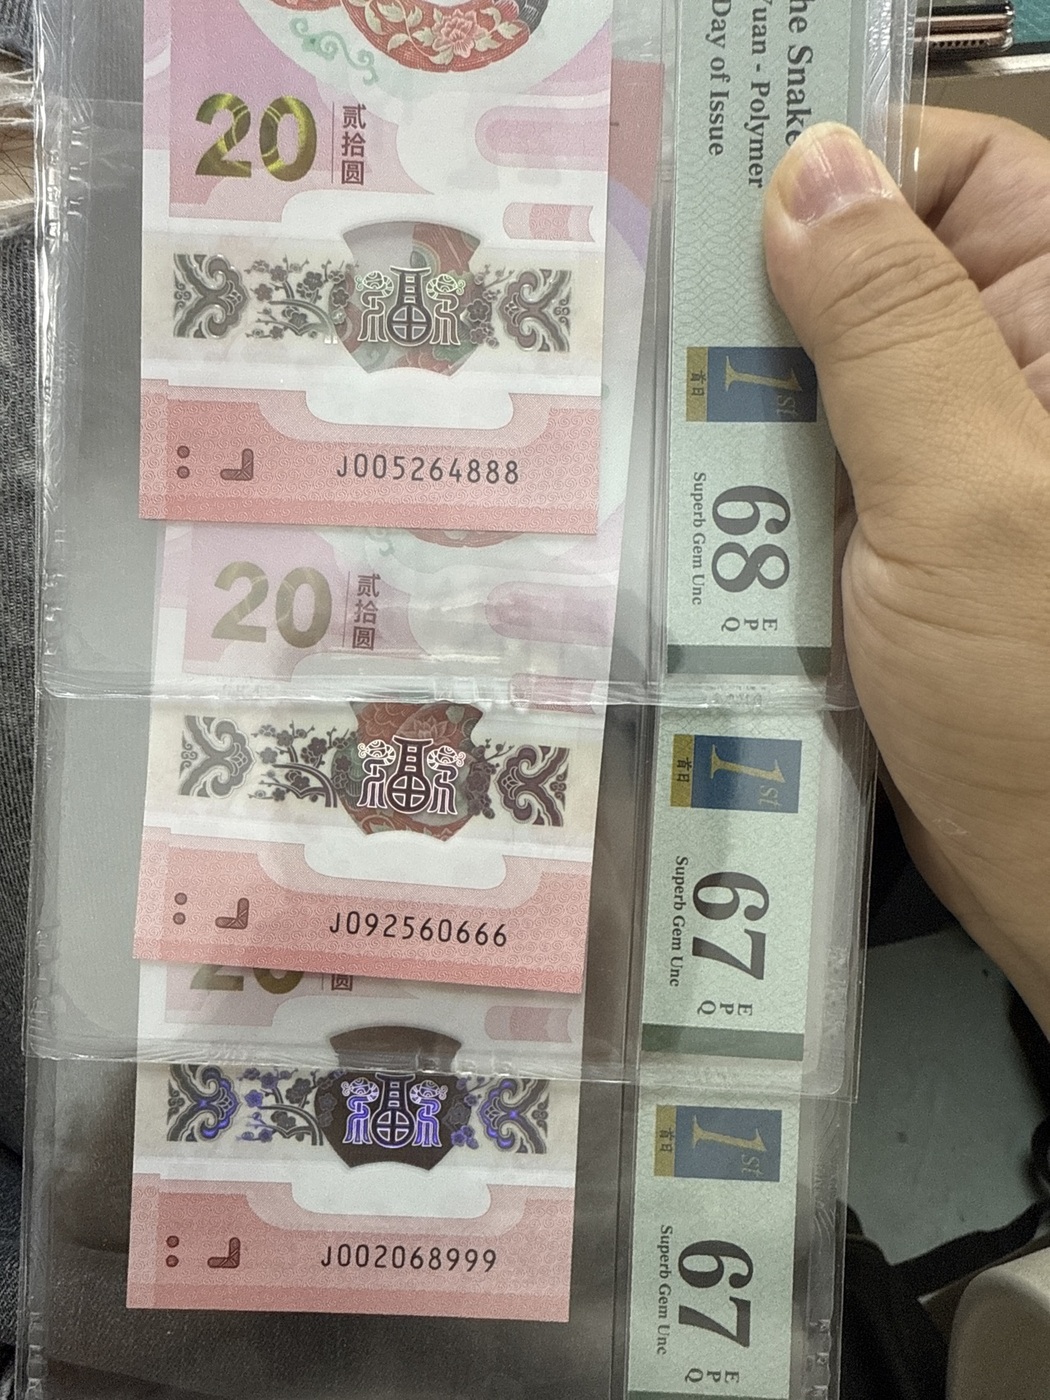 20
贰拾圆
J005264888
he Snake
Yuan - Polymer
Day of Issue
1st
首日
68
Superb Gem Unc
EPQ
20
贰拾圆
J092560666
1st
首日
67
Superb Gem Unc
EPQ
20
圆
J002068999
1st
首日
67
Superb Gem Unc
EPQ